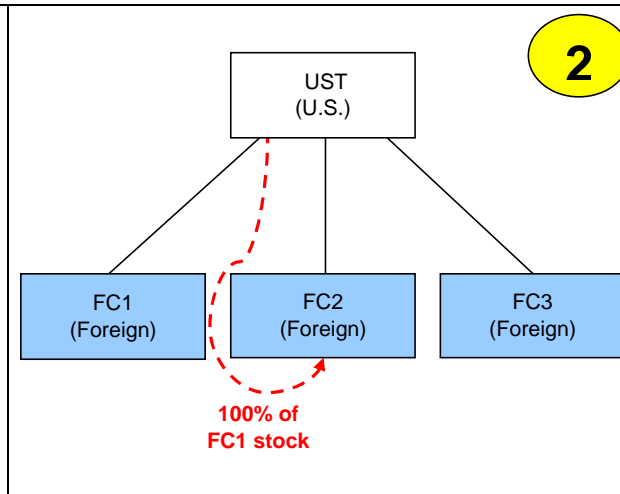 2
UST
(U.S.)
FC1
(Foreign)
FC2
(Foreign)
FC3
(Foreign)
100% of
FC1 stock